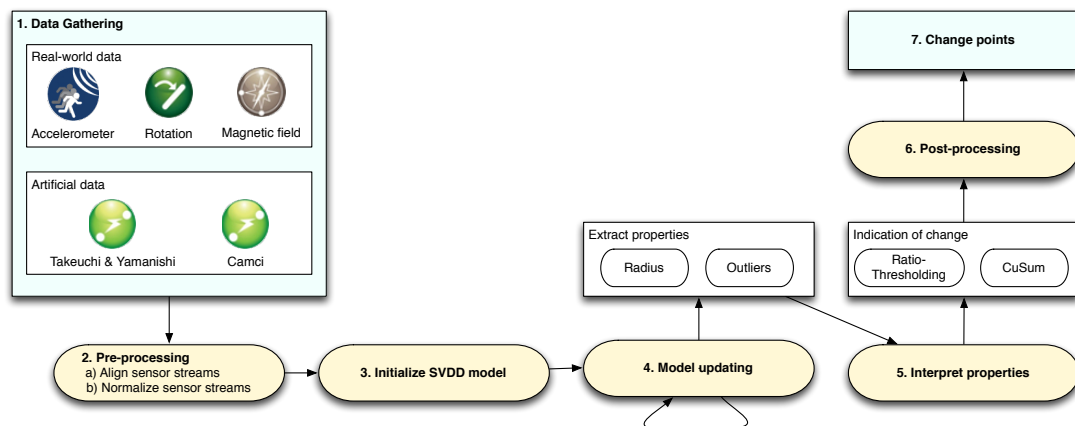 1. Data Gathering
Real-world data
Accelerometer
Rotation
Magnetic field
Artificial data
Takeuchi & Yamanishi
Camci
2. Pre-processing
a) Align sensor streams
b) Normalize sensor streams
3. Initialize SVDD model
4. Model updating
Extract properties
Radius
Outliers
5. Interpret properties
Indication of change
Ratio-
Thresholding
CuSum
6. Post-processing
7. Change points